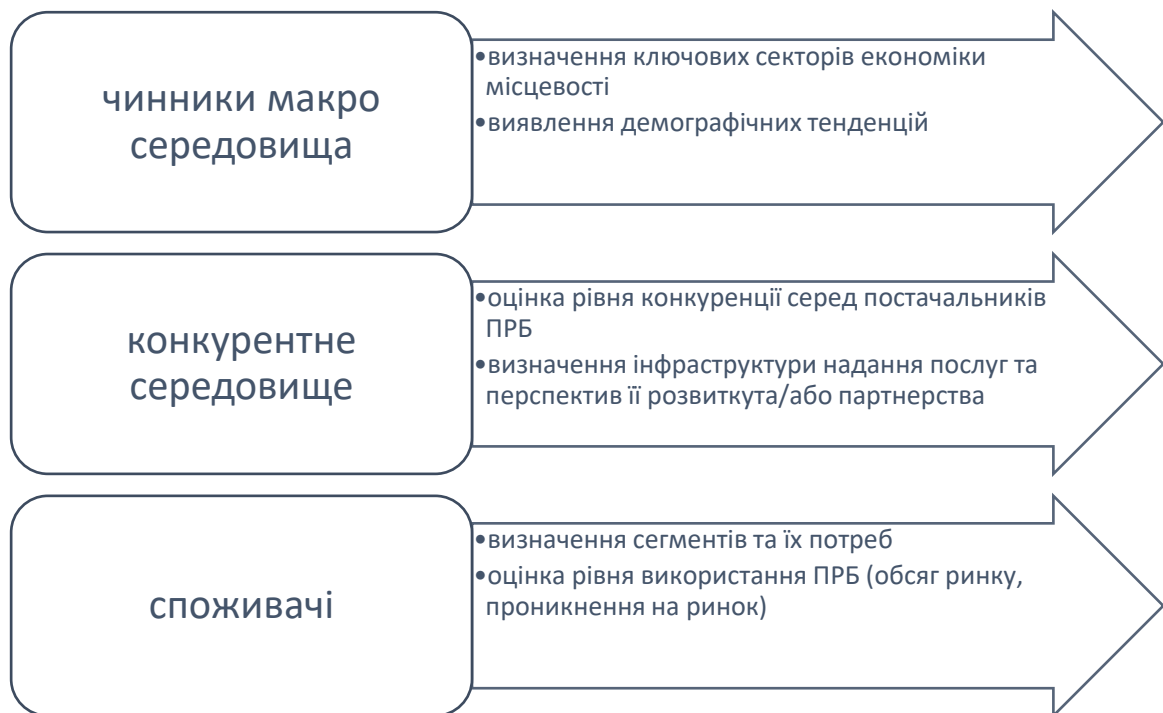 чинники макро
середовища
•визначення ключових секторів економіки
місцевості
•виявлення демографічних тенденцій
конкурентне
середовище
•оцінка рівня конкуренції серед постачальників
ПРБ
•визначення інфраструктури надання послуг та
перспектив її розвиткута/або партнерства
споживачі
•визначення сегментів та їх потреб
•оцінка рівня використання ПРБ (обсяг ринку,
проникнення на ринок)